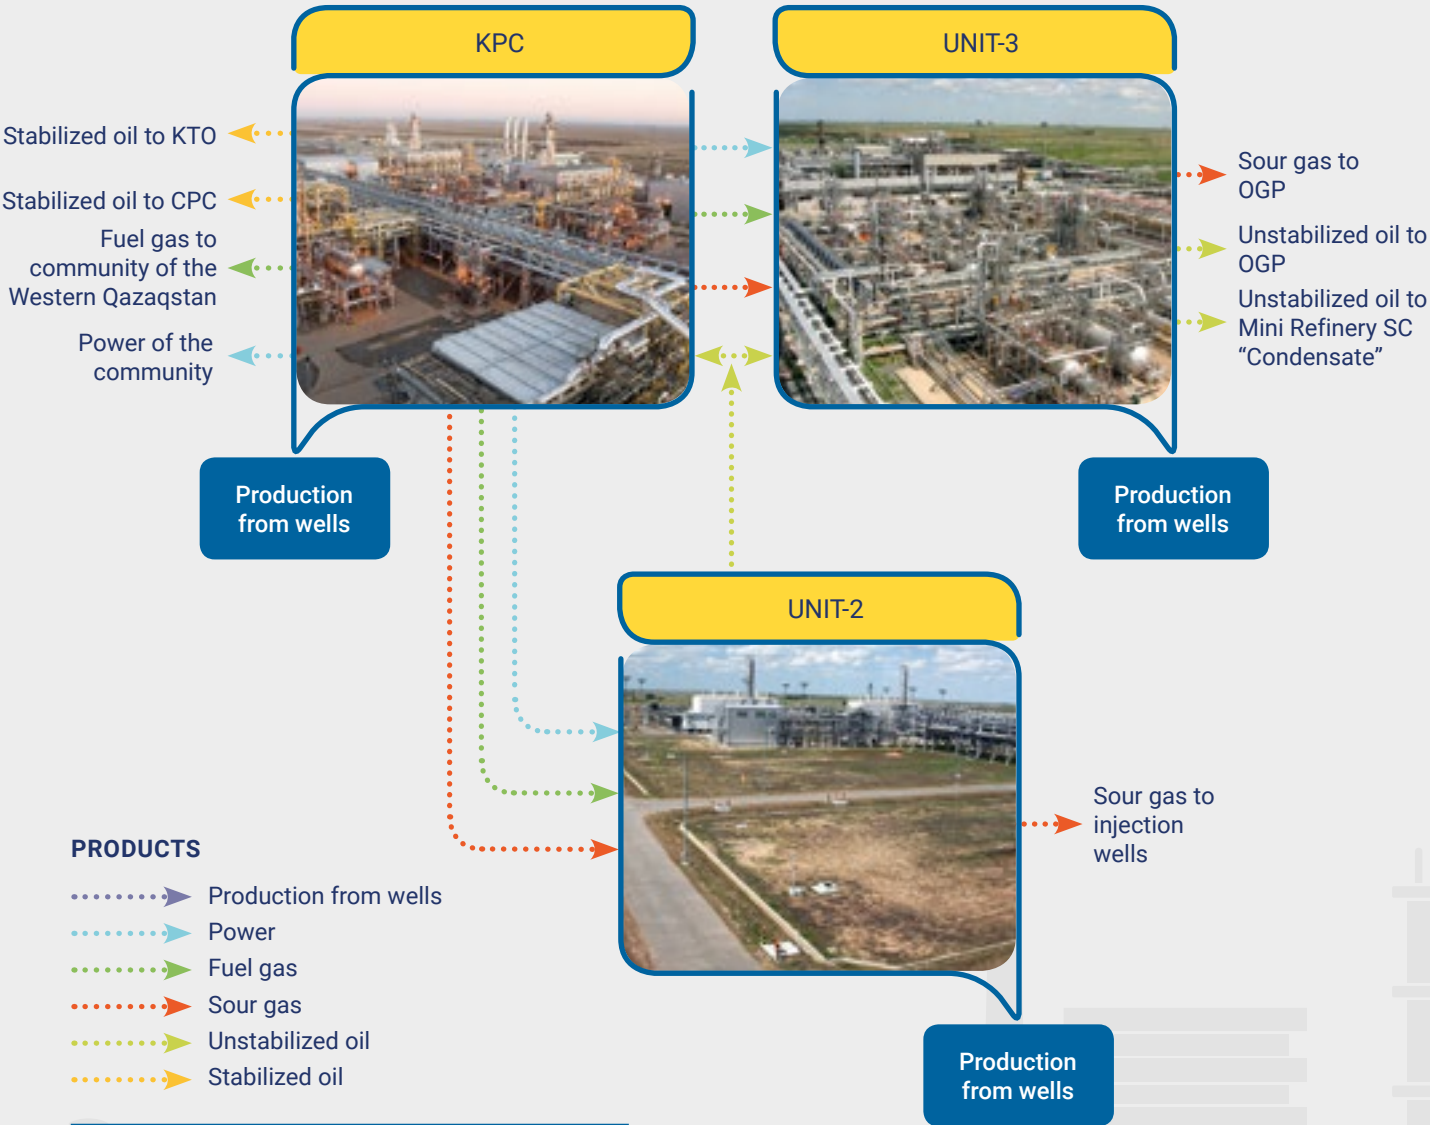 KPC
UNIT-3
Stabilized oil to KTO
Stabilized oil to CPC
Fuel gas to
community of the
Western Qazaqstan
Power of the
community
Sour gas to
OGP
Unstabilized oil to
OGP
Unstabilized oil to
Mini Refinery SC
“Condensate”
Production
from wells
Production
from wells
UNIT-2
Sour gas to
injection
wells
Production
from wells
PRODUCTS
Production from wells
Power
Fuel gas
Sour gas
Unstabilized oil
Stabilized oil